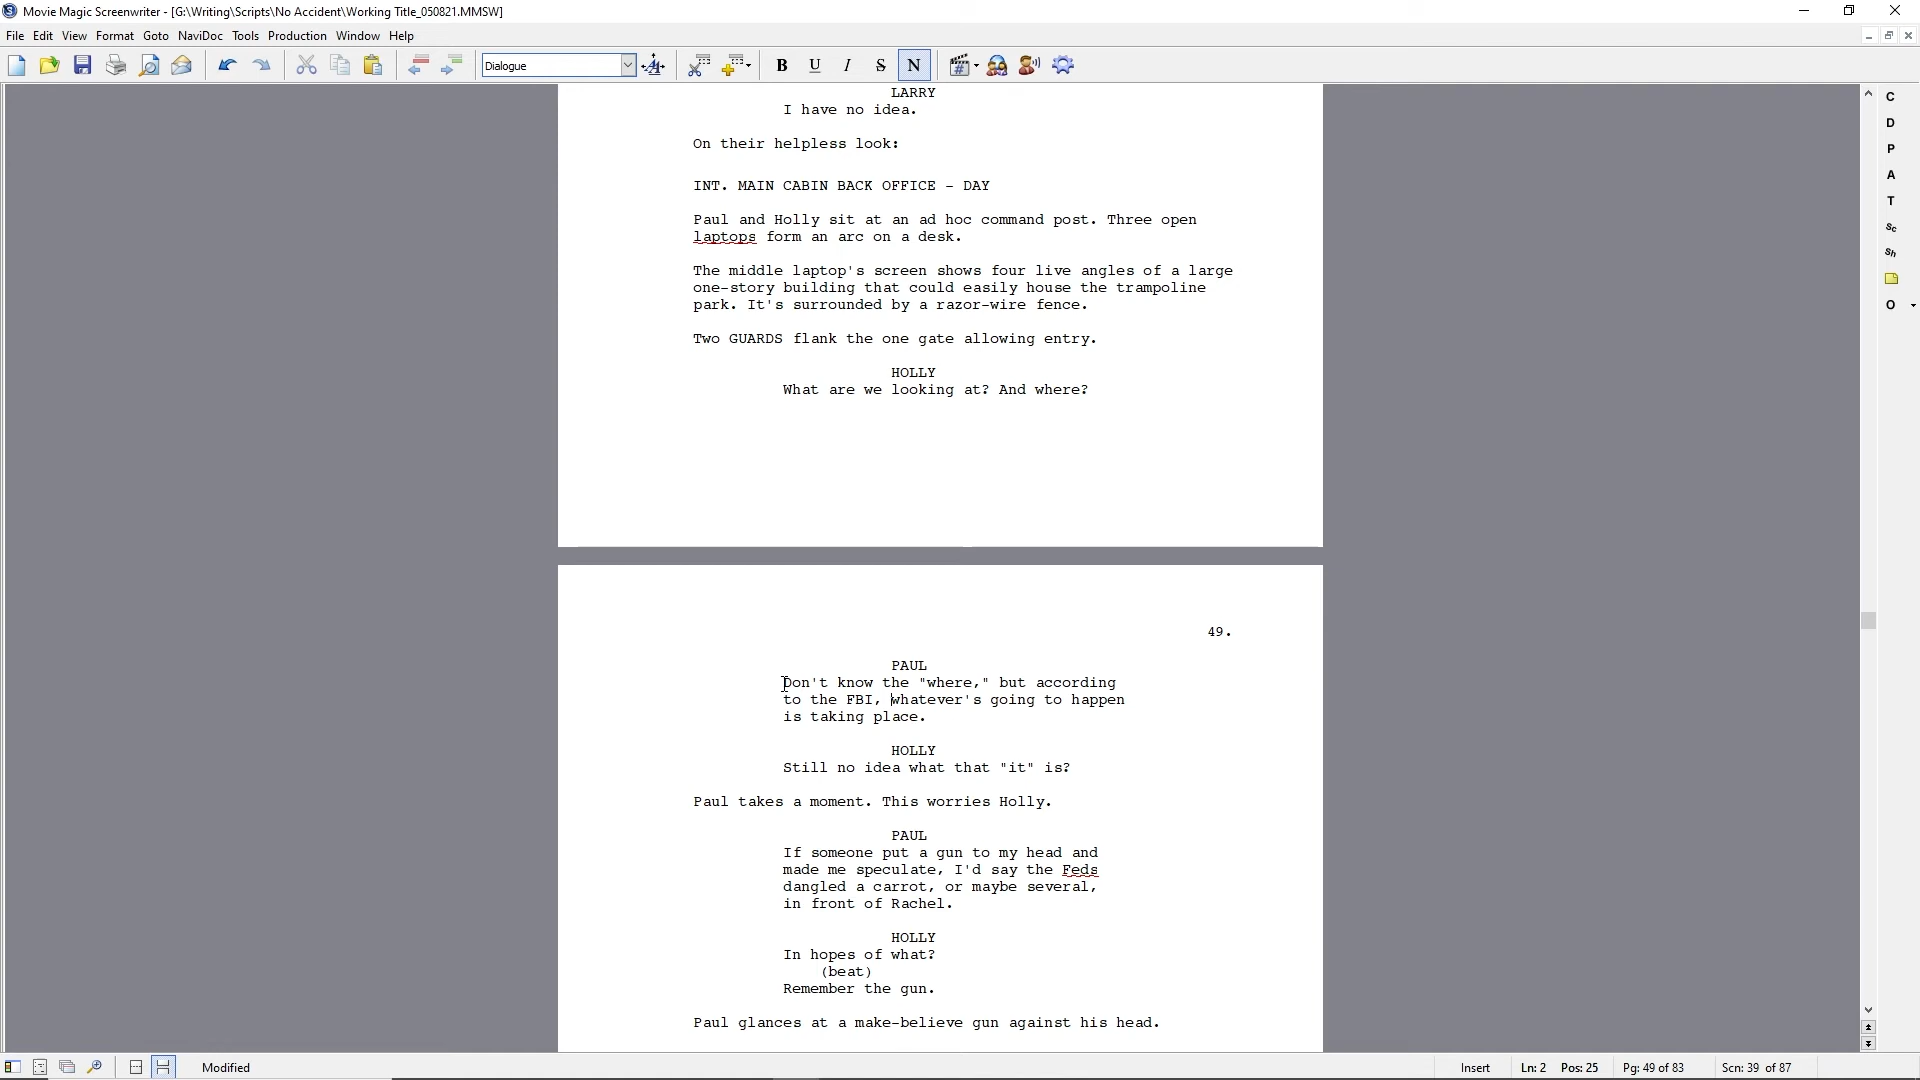 Movie Magic Screenwriter - [G:\Writing\Scripts\No Accident\Working Title_050821.MMSW]
File Edit View Format Goto NaviDoc Tools Production Window Help
Dialogue
B U I S N
C
D
P
A
T
Sc
Sh
O
LARRY
I have no idea.
On their helpless look:
INT. MAIN CABIN BACK OFFICE - DAY
Paul and Holly sit at an ad hoc command post. Three open
laptops form an arc on a desk.
The middle laptop's screen shows four live angles of a large
one-story building that could easily house the trampoline
park. It's surrounded by a razor-wire fence.
Two GUARDS flank the one gate allowing entry.
HOLLY
What are we looking at? And where?
49.
PAUL
Don't know the "where," but according
to the FBI, whatever's going to happen
is taking place.
HOLLY
Still no idea what that "it" is?
Paul takes a moment. This worries Holly.
PAUL
If someone put a gun to my head and
made me speculate, I'd say the Feds
dangled a carrot, or maybe several,
in front of Rachel.
HOLLY
In hopes of what?
(beat)
Remember the gun.
Paul glances at a make-believe gun against his head.
Modified Insert Ln: 2 Pos: 25 Pg: 49 of 83 Scn: 39 of 87